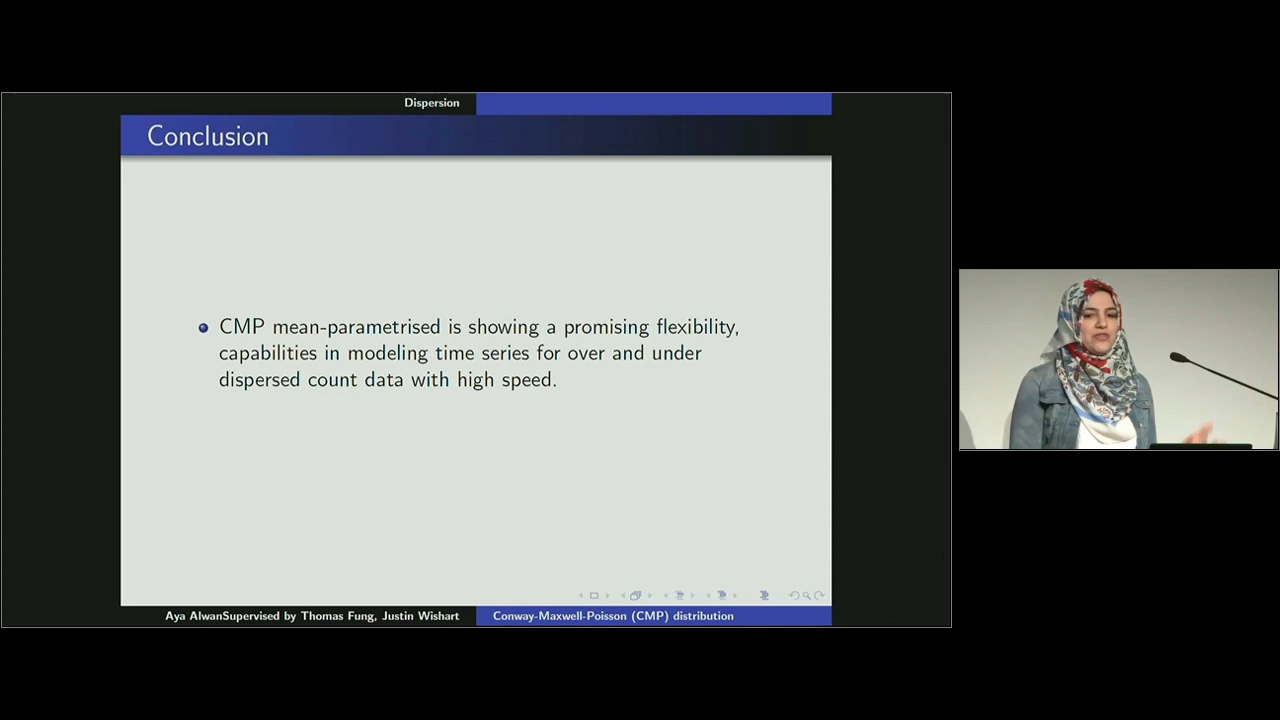 Dispersion
Conclusion
CMP mean-parametrised is showing a promising flexibility,
capabilities in modeling time series for over and under
dispersed count data with high speed.
Aya AlwanSupervised by Thomas Fung, Justin Wishart
Conway-Maxwell-Poisson (CMP) distribution